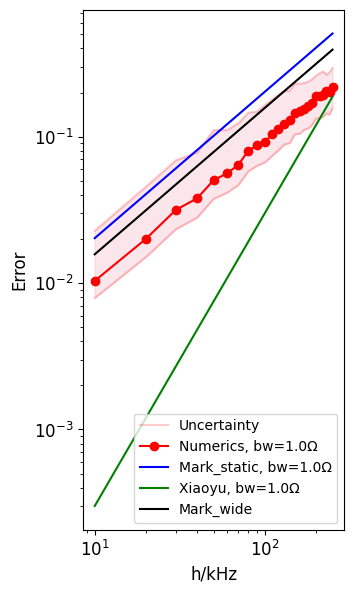 Error
10⁻¹
10⁻²
10⁻³
Uncertainty
Numerics, bw=1.0Ω
Mark_static, bw=1.0Ω
Xiaoyu, bw=1.0Ω
Mark_wide
10¹ 10²
h/kHz